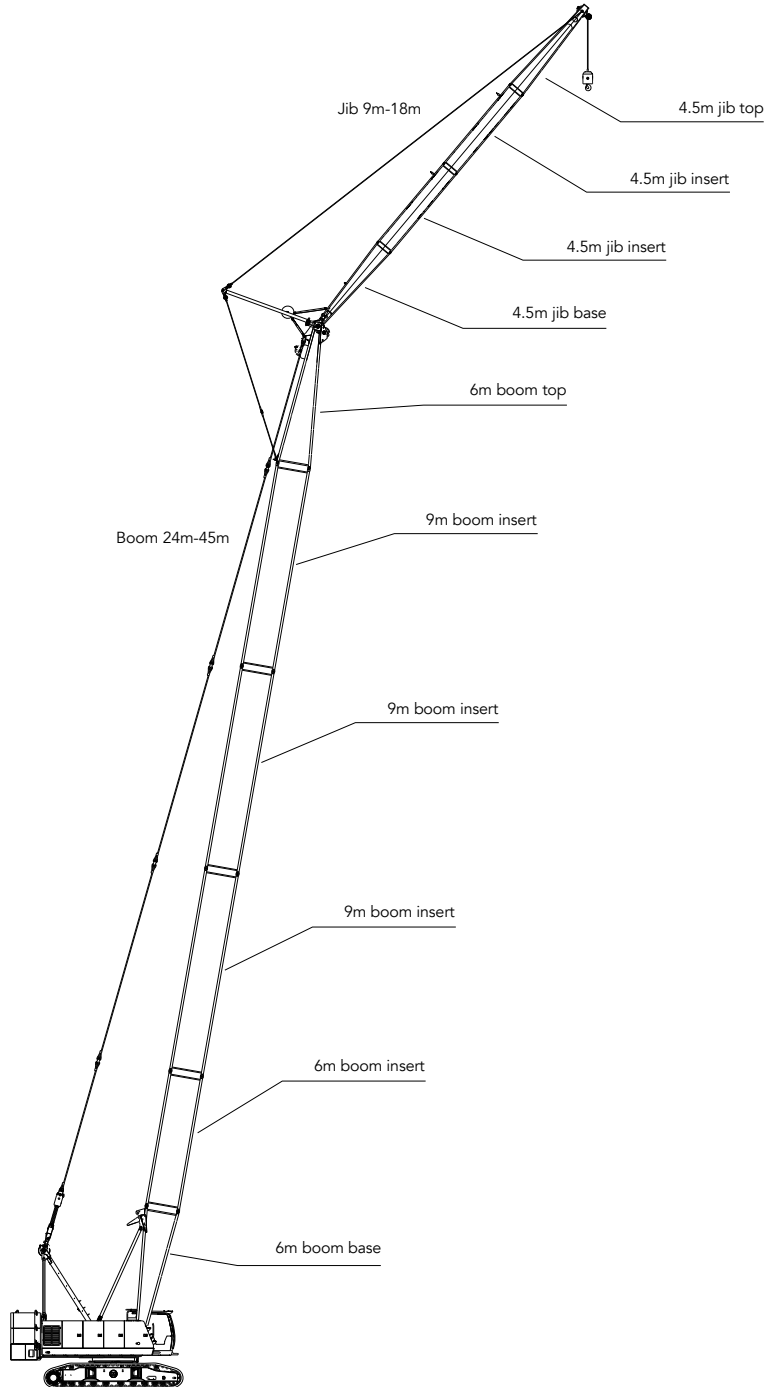 Jib 9m-18m
4.5m jib top
4.5m jib insert
4.5m jib insert
4.5m jib base
6m boom top
9m boom insert
Boom 24m-45m
9m boom insert
9m boom insert
6m boom insert
6m boom base